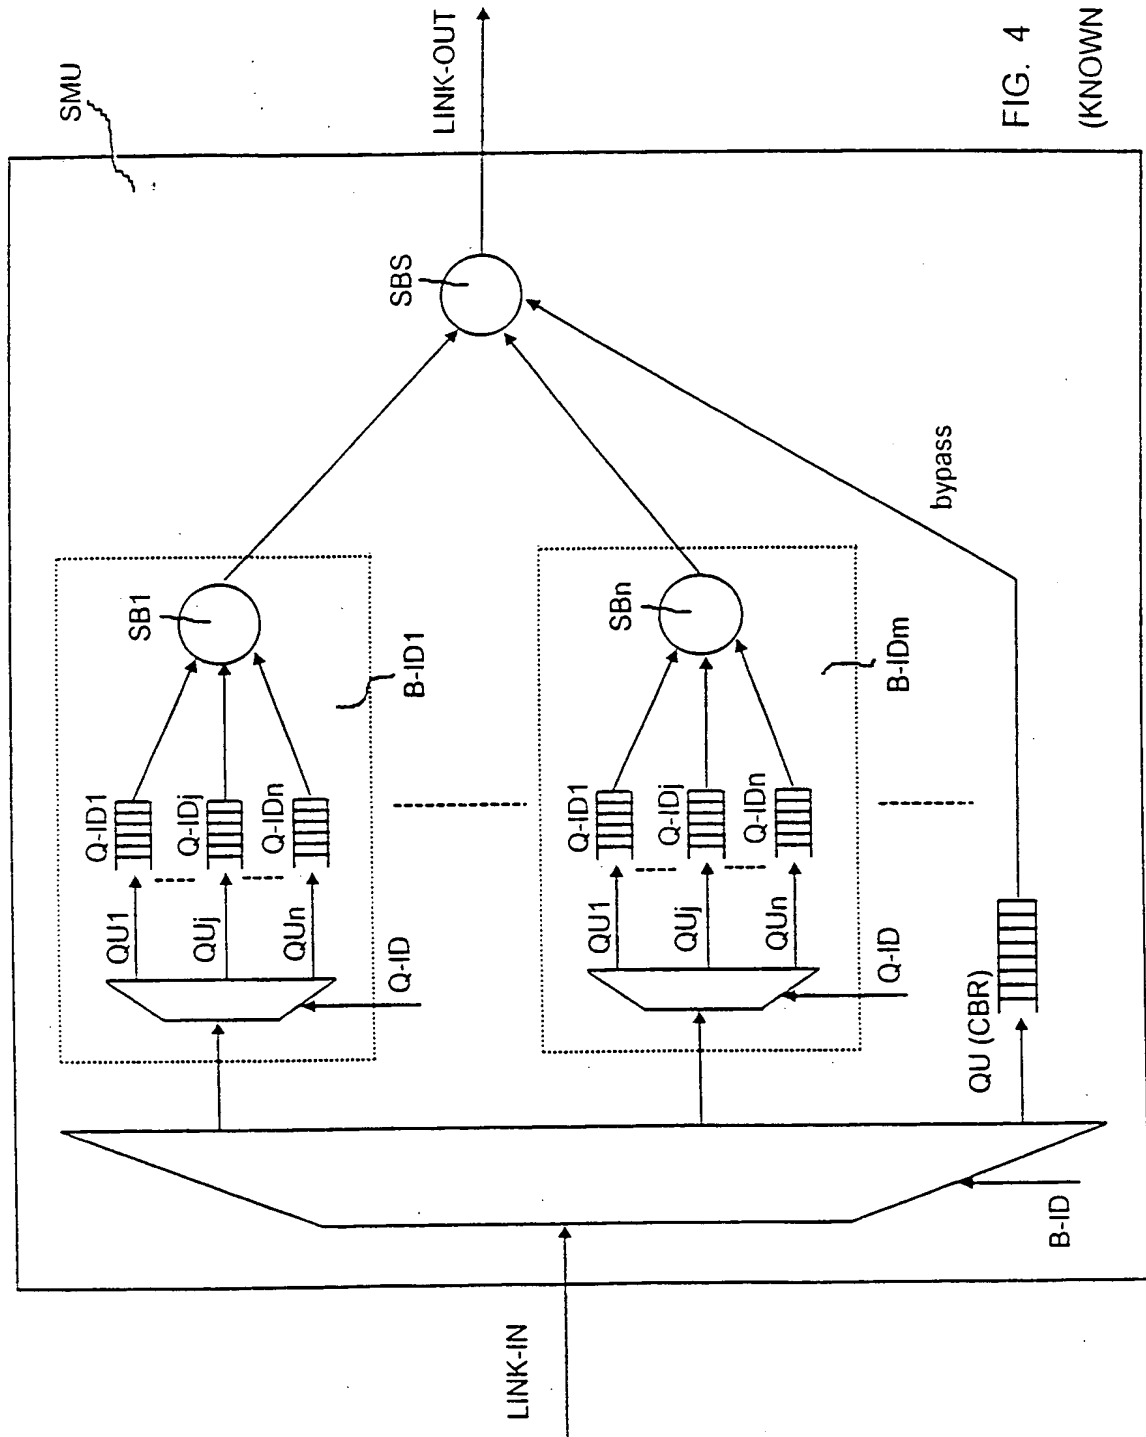 SMU
LINK-OUT
FIG. 4
(KNOWN
SBS
bypass
SB1
B-ID1
Q-ID1
Q-IDj
Q-IDn
QU1
QUj
QUn
Q-ID
SBn
B-IDm
Q-ID1
Q-IDj
Q-IDn
QU1
QUj
QUn
Q-ID
QU (CBR)
B-ID
LINK-IN